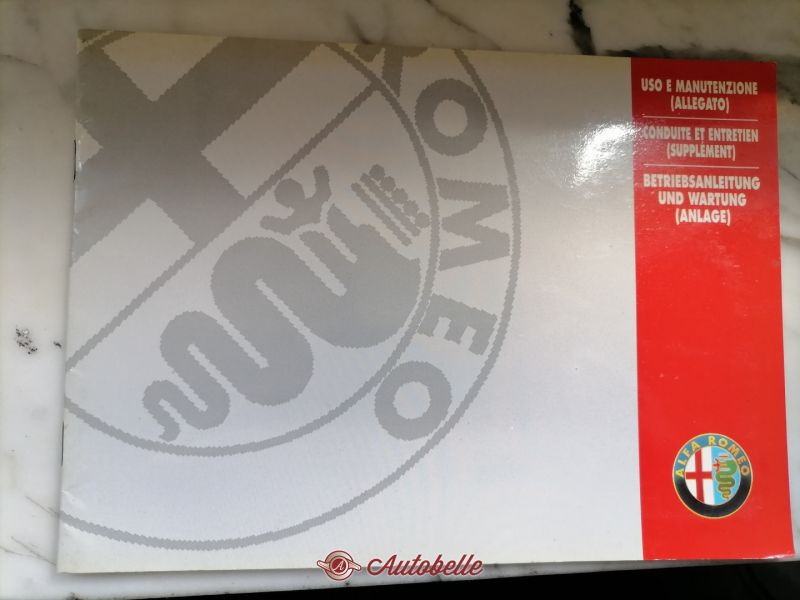 USO E MANUTENZIONE
(ALLEGATO)
CONDUITE ET ENTRETIEN
(SUPPLÉMENT)
BETRIEBSANLEITUNG
UND WARTUNG
(ANLAGE)
ROMEO
ALFA ROMEO
A Autobelle